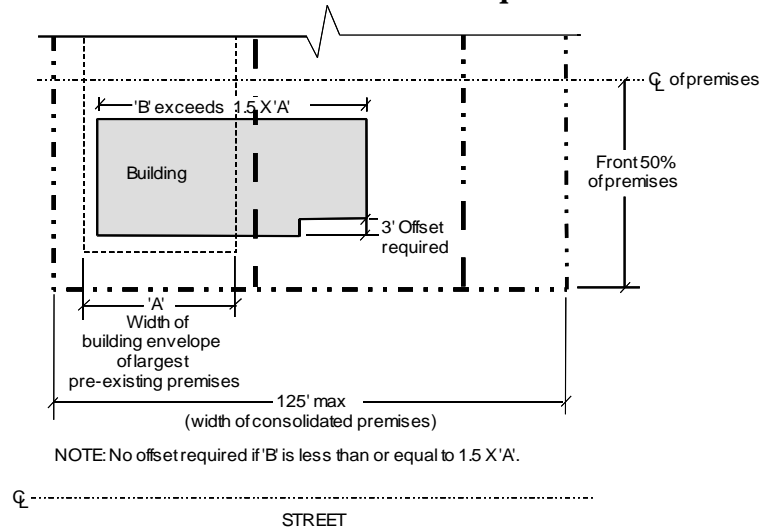 ℄ of premises
'B' exceeds 1.5 X 'A'
Building
Front 50%
of premises
3' Offset
required
'A'
Width of
building envelope
of largest
pre-existing premises
125' max
(width of consolidated premises)
NOTE: No offset required if 'B' is less than or equal to 1.5 X 'A'.
℄
STREET